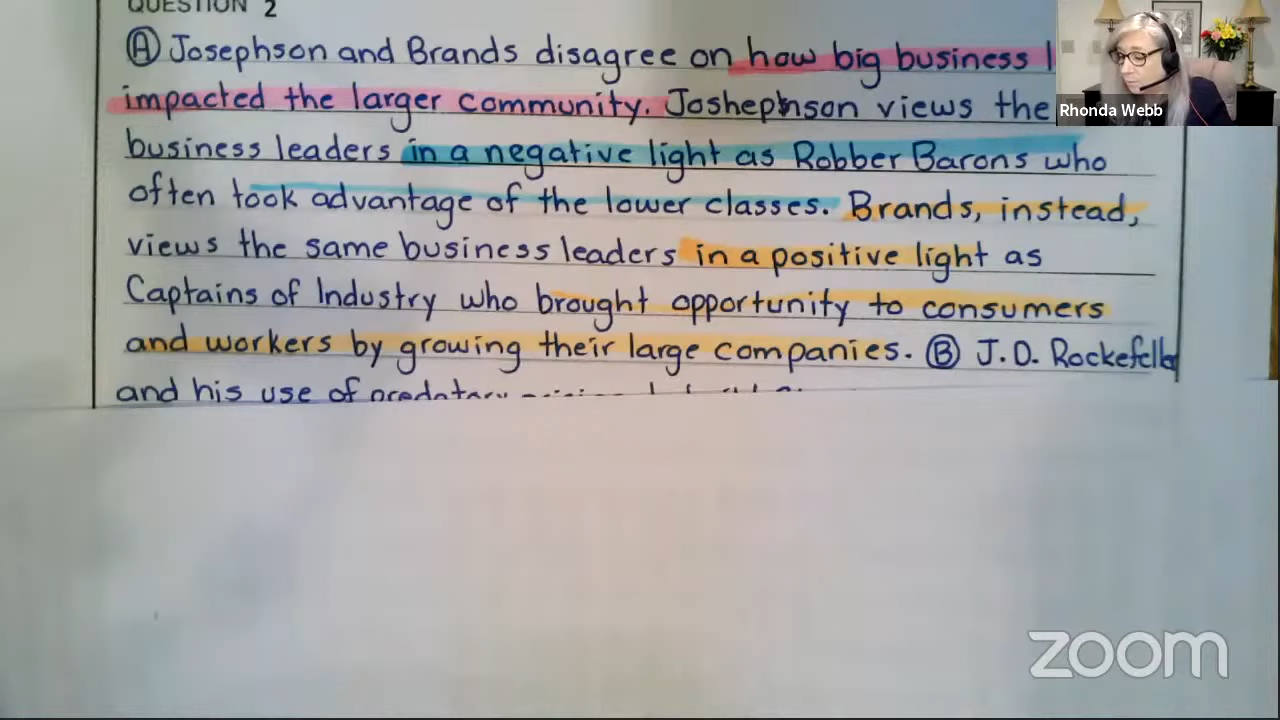 QUESTION 2
Ⓐ Josephson and Brands disagree on how big business
impacted the larger community. Joshephnson views the
business leaders in a negative light as Robber Barons who
often took advantage of the lower classes. Brands, instead,
views the same business leaders in a positive light as
Captains of Industry who brought opportunity to consumers
and workers by growing their large companies. Ⓑ J.D. Rockefeller
and his use of predatory
Rhonda Webb
zoom